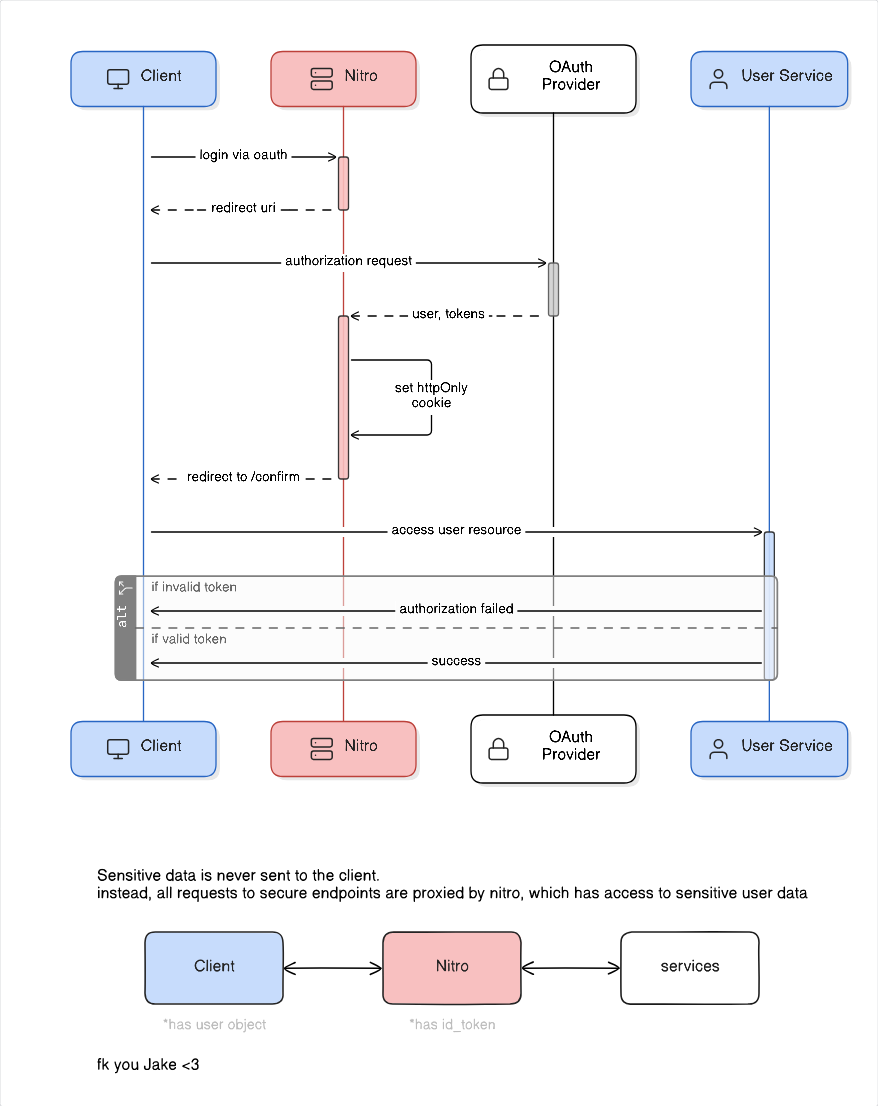 Client
Nitro
OAuth
Provider
User Service
login via oauth
redirect uri
authorization request
user, tokens
set httpOnly
cookie
redirect to /confirm
access user resource
alt
if invalid token
authorization failed
if valid token
success
Client
Nitro
OAuth
Provider
User Service
Sensitive data is never sent to the client.
instead, all requests to secure endpoints are proxied by nitro, which has access to sensitive user data
Client
Nitro
services
*has user object
*has id_token
fk you Jake <3